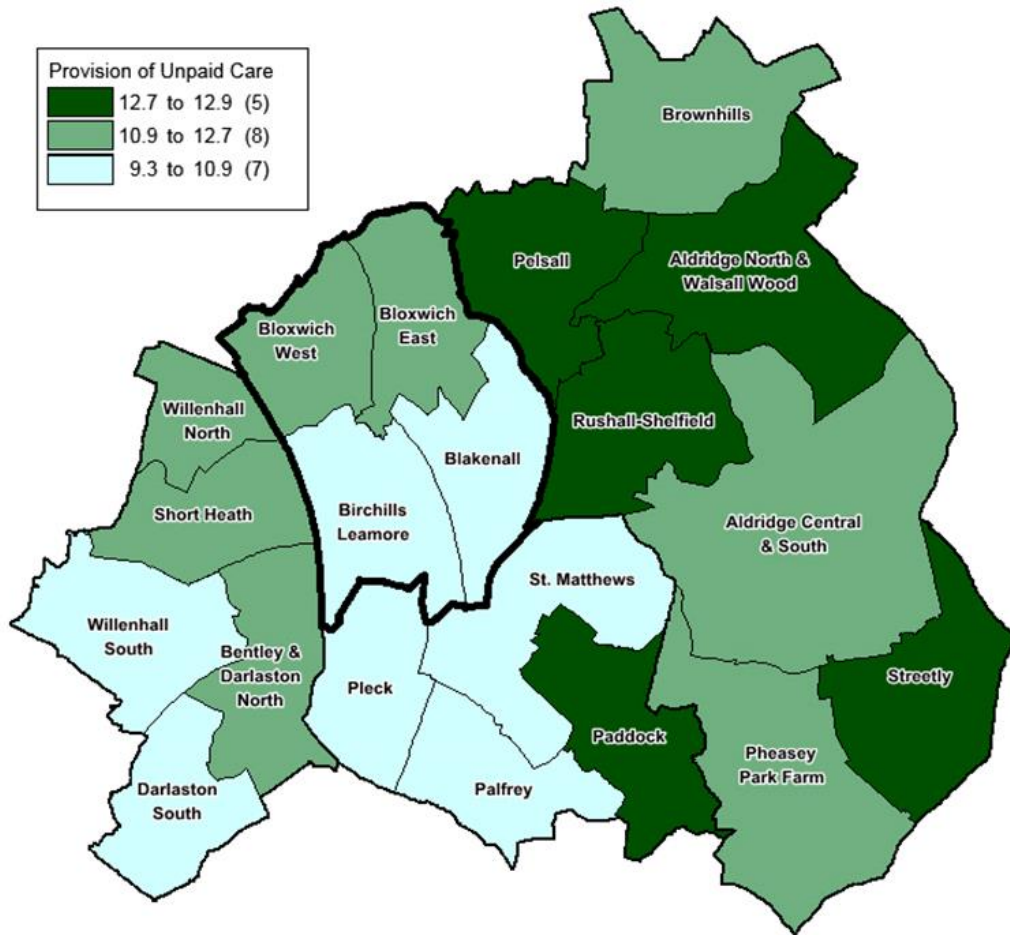 Provision of Unpaid Care
12.7 to 12.9 (5)
10.9 to 12.7 (8)
9.3 to 10.9 (7)
Brownhills
Pelsall
Aldridge North &
Walsall Wood
Bloxwich
West
Bloxwich
East
Willenhall
North
Rushall-Shelfield
Blakenall
Short Heath
Birchills
Leamore
Aldridge Central
& South
St. Matthews
Willenhall
South
Bentley &
Darlaston
North
Pleck
Streetly
Paddock
Pheasey
Park Farm
Darlaston
South
Palfrey